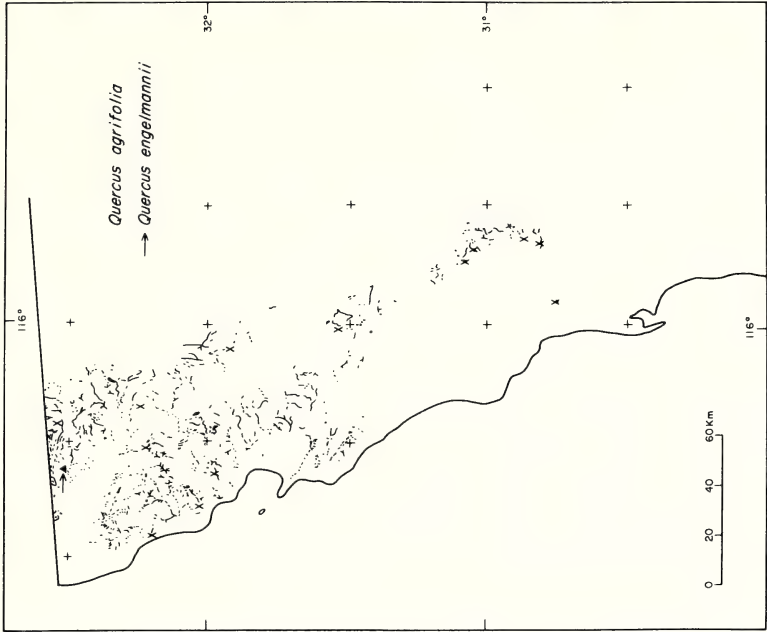 32°
31°
Quercus agrifolia
→ Quercus engelmannii
116°
116°
0 20 40 60 Km